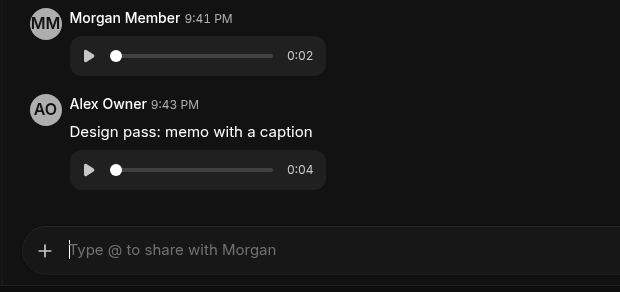 MM
Morgan Member 9:41 PM
0:02
AO
Alex Owner 9:43 PM
Design pass: memo with a caption
0:04
Type @ to share with Morgan